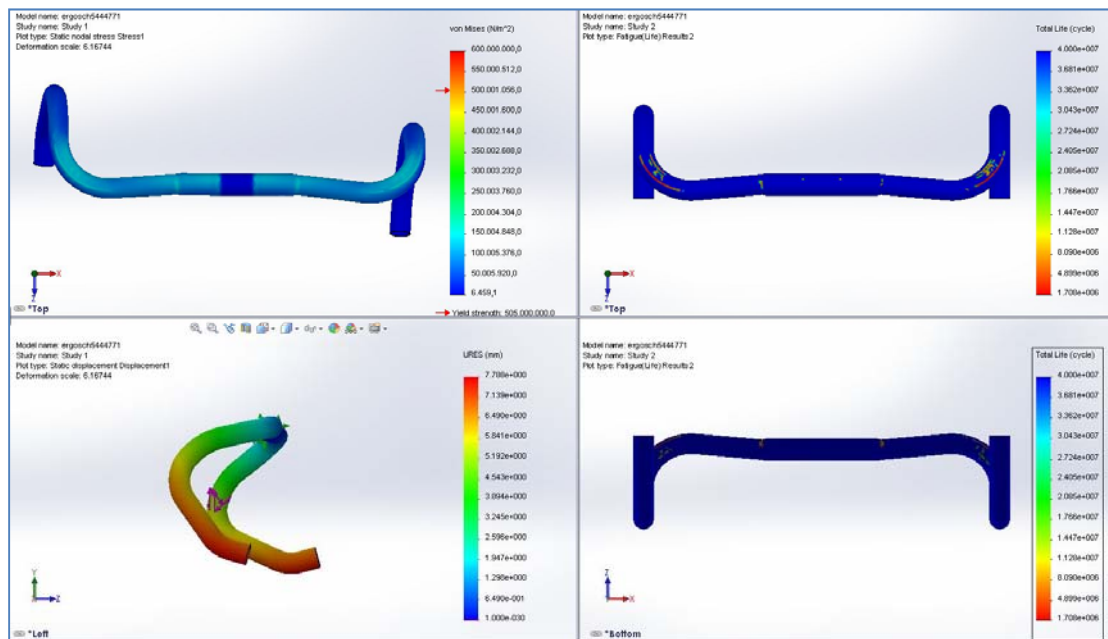 Model name: ergosch5444771
Study name: Study 1
Plot type: Static nodal stress Stress1
Deformation scale: 6.16744
von Mises (N/m^2)
600.000.000,0
550.000.512,0
500.001.056,0
450.001.600,0
400.002.144,0
350.002.688,0
300.003.232,0
250.003.760,0
200.004.304,0
150.004.848,0
100.005.376,0
50.005.920,0
6.459,1
Yield strength: 505.000.000,0
X
Z
*Top
Model name: ergosch5444771
Study name: Study 2
Plot type: Fatigue(Life) Results2
Total Life (cycle)
4.000e+007
3.681e+007
3.362e+007
3.043e+007
2.724e+007
2.405e+007
2.085e+007
1.766e+007
1.447e+007
1.128e+007
8.090e+006
4.899e+006
1.708e+006
X
Z
*Top
Model name: ergosch5444771
Study name: Study 1
Plot type: Static displacement Displacement1
Deformation scale: 6.16744
URES (mm)
7.788e+000
7.139e+000
6.490e+000
5.841e+000
5.192e+000
4.543e+000
3.894e+000
3.245e+000
2.596e+000
1.947e+000
1.298e+000
6.490e-001
1.000e-030
Y
Z
*Left
Model name: ergosch5444771
Study name: Study 2
Plot type: Fatigue(Life) Results2
Total Life (cycle)
4.000e+007
3.681e+007
3.362e+007
3.043e+007
2.724e+007
2.405e+007
2.085e+007
1.766e+007
1.447e+007
1.128e+007
8.090e+006
4.899e+006
1.708e+006
Z
X
*Bottom